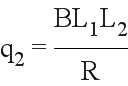 q₂ = BL₁L₂ / R